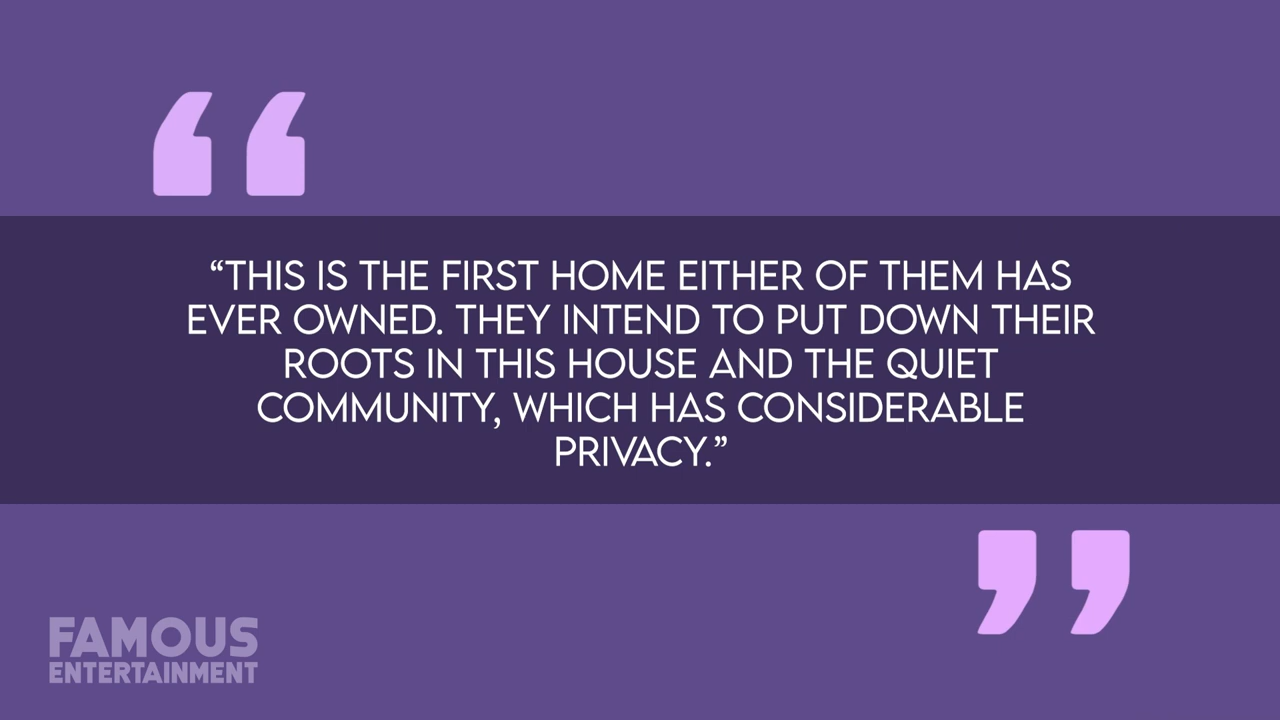 “THIS IS THE FIRST HOME EITHER OF THEM HAS
EVER OWNED. THEY INTEND TO PUT DOWN THEIR
ROOTS IN THIS HOUSE AND THE QUIET
COMMUNITY, WHICH HAS CONSIDERABLE
PRIVACY.”
FAMOUS
ENTERTAINMENT